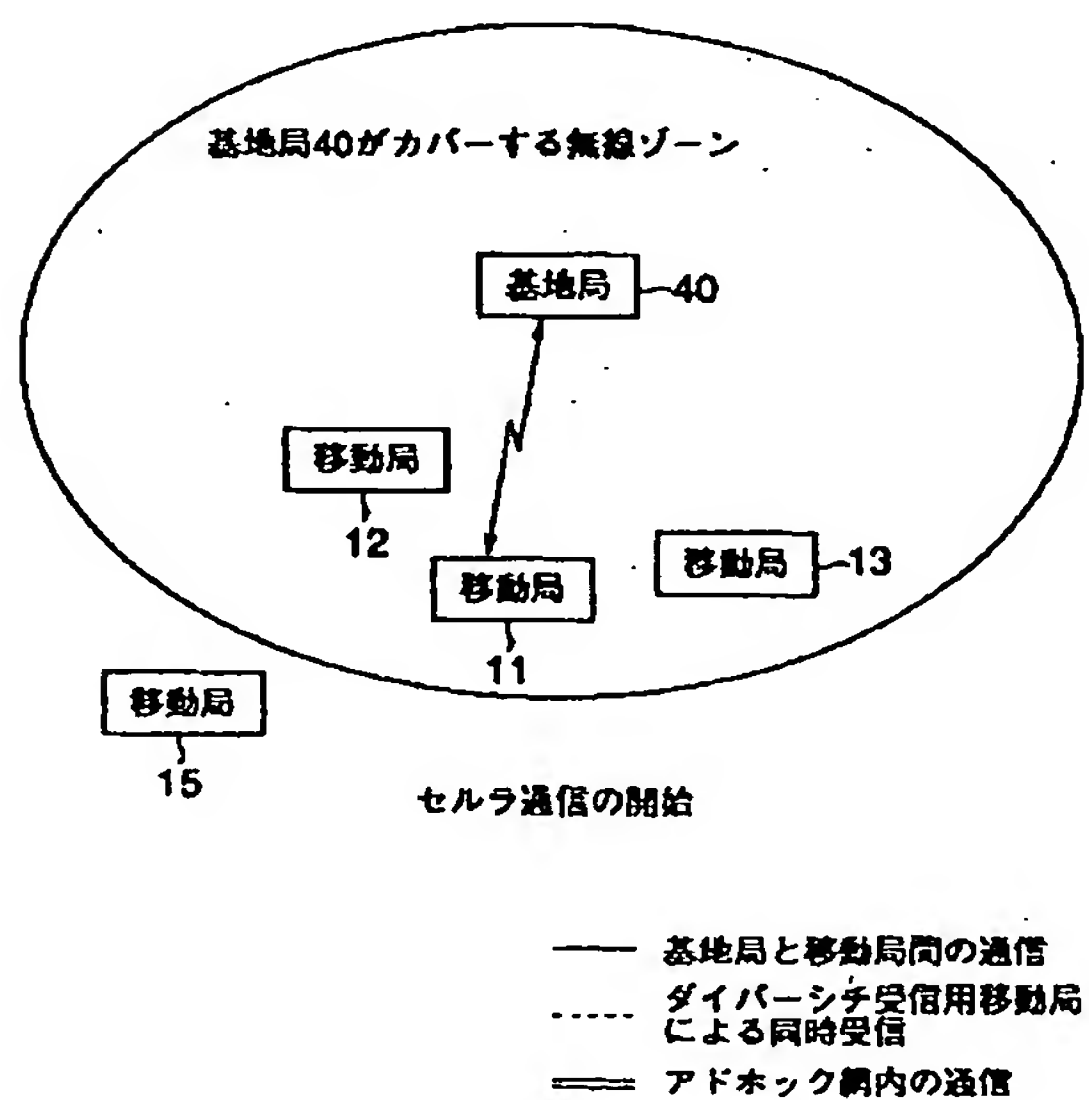 基地局40がカバーする無線ゾーン
基地局
40
移動局
12
移動局
11
移動局
13
移動局
15
セルラ通信の開始
基地局と移動局間の通信
ダイバーシチ受信用移動局
による同時受信
アドホック網内の通信